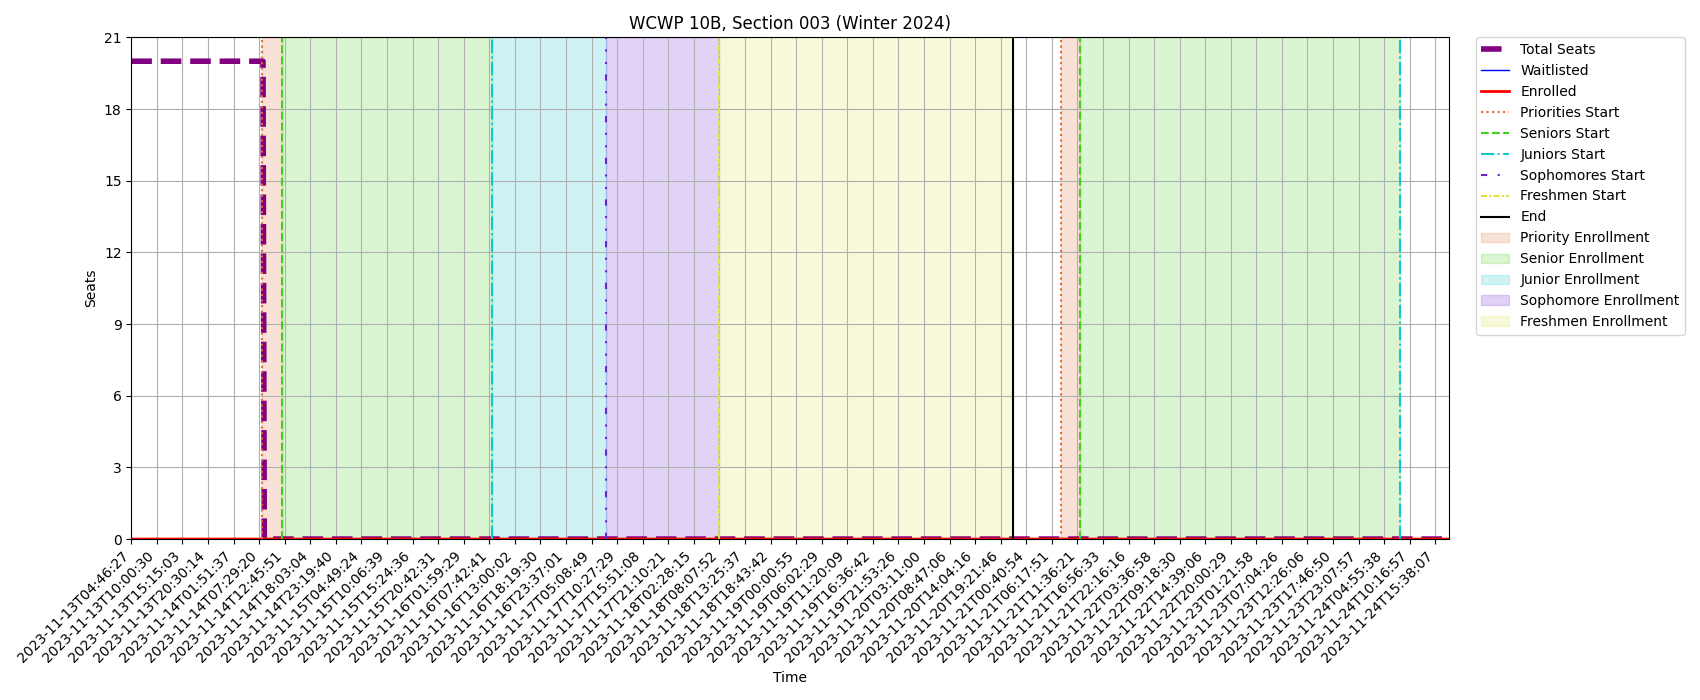 WCWP 10B, Section 003 (Winter 2024)
21
18
15
12
9
6
3
0
Seats
2023-11-13T04:46:27
2023-11-13T10:00:30
2023-11-13T15:15:03
2023-11-13T20:30:14
2023-11-14T01:51:37
2023-11-14T07:29:20
2023-11-14T12:45:51
2023-11-14T18:03:04
2023-11-14T23:19:40
2023-11-15T04:49:24
2023-11-15T10:06:39
2023-11-15T15:24:36
2023-11-15T20:42:31
2023-11-16T01:59:29
2023-11-16T07:42:41
2023-11-16T13:00:02
2023-11-16T18:19:30
2023-11-16T23:37:01
2023-11-17T05:08:49
2023-11-17T10:27:29
2023-11-17T15:51:08
2023-11-17T21:10:21
2023-11-18T02:28:15
2023-11-18T08:07:52
2023-11-18T13:25:37
2023-11-18T18:43:42
2023-11-19T00:00:55
2023-11-19T06:02:29
2023-11-19T11:20:09
2023-11-19T16:36:42
2023-11-19T21:53:26
2023-11-20T03:11:00
2023-11-20T08:47:06
2023-11-20T14:04:16
2023-11-20T19:21:46
2023-11-21T00:40:54
2023-11-21T06:17:51
2023-11-21T11:36:21
2023-11-21T16:56:33
2023-11-21T22:16:16
2023-11-22T03:36:58
2023-11-22T09:18:30
2023-11-22T14:39:06
2023-11-22T20:00:29
2023-11-23T01:21:58
2023-11-23T07:04:26
2023-11-23T12:26:06
2023-11-23T17:46:50
2023-11-23T23:07:57
2023-11-24T04:55:38
2023-11-24T10:16:57
2023-11-24T15:38:07
Time
Total Seats
Waitlisted
Enrolled
Priorities Start
Seniors Start
Juniors Start
Sophomores Start
Freshmen Start
End
Priority Enrollment
Senior Enrollment
Junior Enrollment
Sophomore Enrollment
Freshmen Enrollment